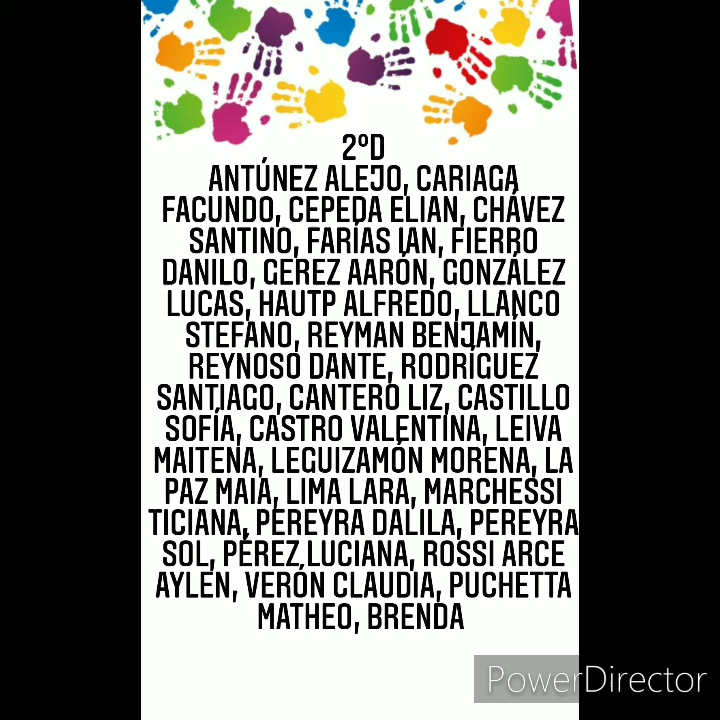 2ºD
ANTÚNEZ ALEJO, CARIAGA
FACUNDO, CEPEDA ELIAN, CHÁVEZ
SANTINO, FARÍAS IAN, FIERRO
DANILO, GEREZ AARÓN, GONZÁLEZ
LUCAS, HAUTP ALFREDO, LLANCO
STEFANO, REYMAN BENJAMÍN,
REYNOSO DANTE, RODRÍGUEZ
SANTIAGO, CANTERO LIZ, CASTILLO
SOFÍA, CASTRO VALENTINA, LEIVA
MAITENA, LEGUIZAMÓN MORENA, LA
PAZ MAIA, LIMA LARA, MARCHESSI
TICIANA, PEREYRA DALILA, PEREYRA
SOL, PÉREZ LUCIANA, ROSSI ARCE
AYLEN, VERÓN CLAUDIA, PUCHETTA
MATHEO, BRENDA
PowerDirector